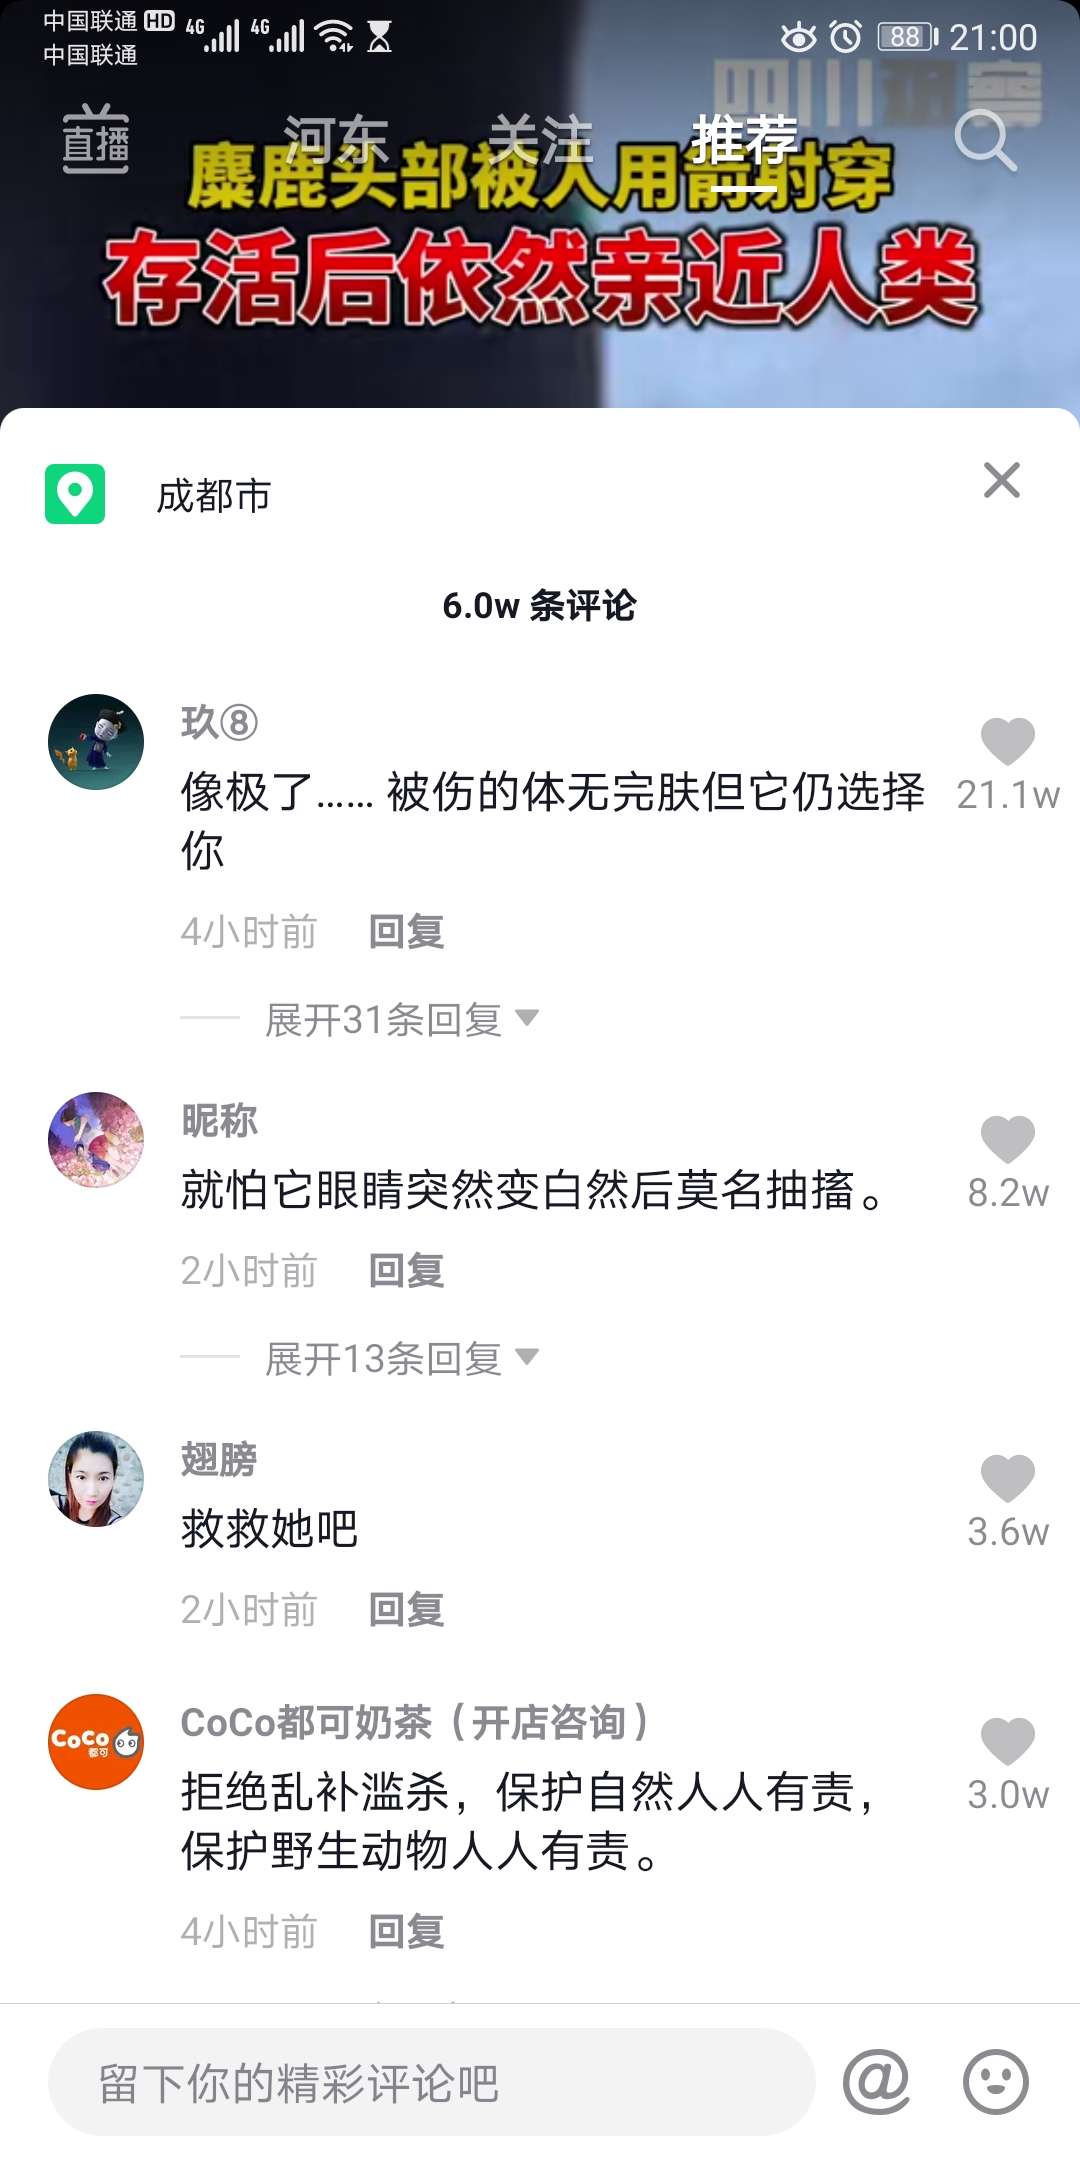 中国联通 HD 4G 4G 88 21:00
中国联通
四川观察
直播 河东 关注 推荐
麋鹿头部被人用箭射穿
存活后依然亲近人类
成都市
6.0w 条评论
玖⑧
像极了...... 被伤的体无完肤但它仍选择
你
21.1w
4小时前 回复
展开31条回复
昵称
就怕它眼睛突然变白然后莫名抽搐。
8.2w
2小时前 回复
展开13条回复
翅膀
救救她吧
3.6w
2小时前 回复
CoCo
都可
CoCo都可奶茶（开店咨询）
拒绝乱补滥杀，保护自然人人有责，
保护野生动物人人有责。
3.0w
4小时前 回复
留下你的精彩评论吧 @